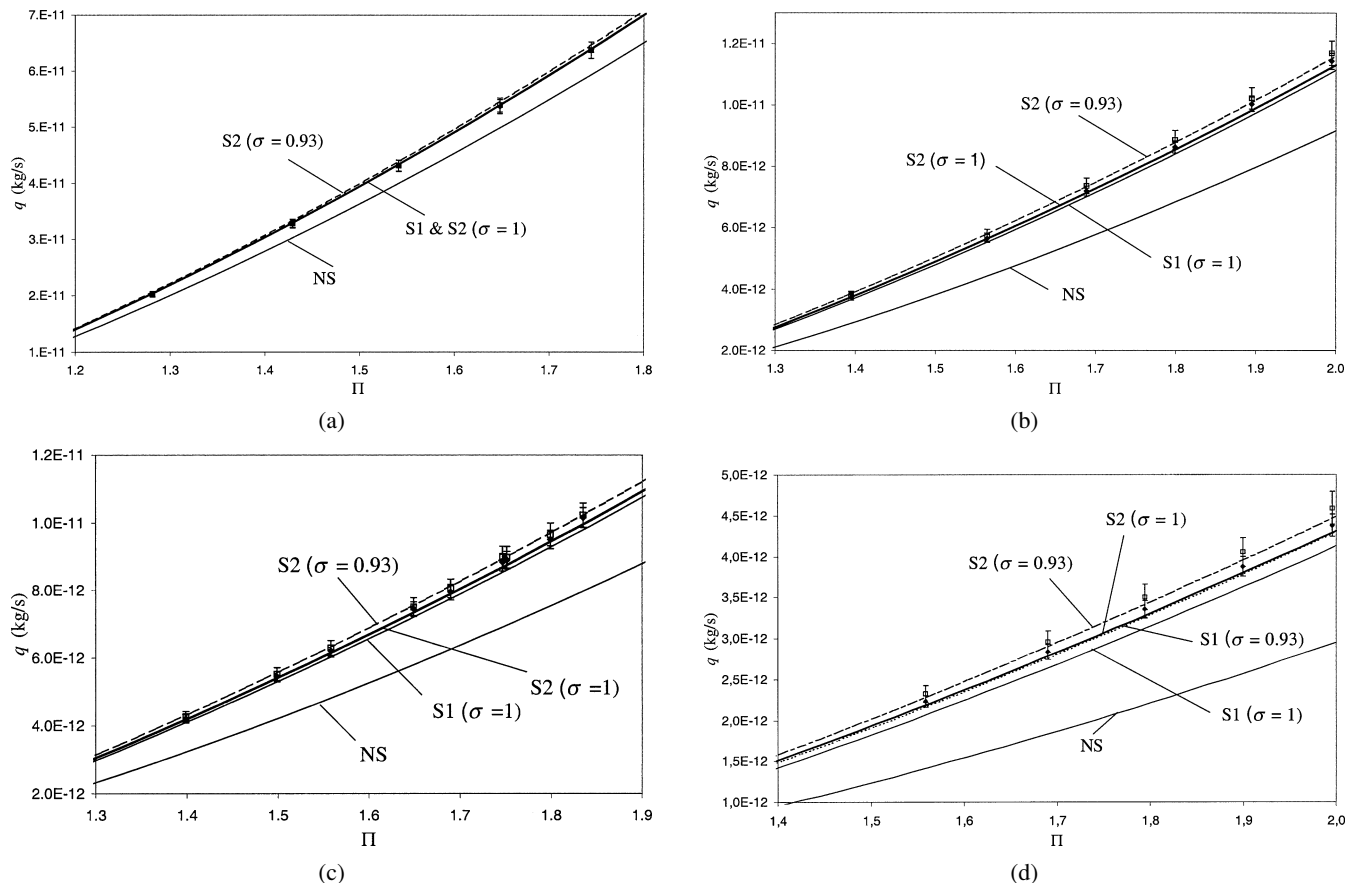 7.E-11
6.E-11
5.E-11
4.E-11
3.E-11
2.E-11
1.E-11
q (kg/s)
S2 (σ = 0.93)
S1 & S2 (σ = 1)
NS
1.2 1.3 1.4 1.5 1.6 1.7 1.8
Π
(a)
1.2E-11
1.0E-11
8.0E-12
6.0E-12
4.0E-12
2.0E-12
q (kg/s)
S2 (σ = 0.93)
S2 (σ = 1)
S1 (σ = 1)
NS
1.3 1.4 1.5 1.6 1.7 1.8 1.9 2.0
Π
(b)
1.2E-11
1.0E-11
8.0E-12
6.0E-12
4.0E-12
2.0E-12
q (kg/s)
S2 (σ = 0.93)
S2 (σ =1)
S1 (σ =1)
NS
1.3 1.4 1.5 1.6 1.7 1.8 1.9
Π
(c)
5,0E-12
4,5E-12
4,0E-12
3,5E-12
3,0E-12
2,5E-12
2,0E-12
1,5E-12
1,0E-12
q (kg/s)
S2 (σ = 1)
S2 (σ = 0.93)
S1 (σ = 0.93)
S1 (σ = 1)
NS
1,4 1,5 1,6 1,7 1,8 1,9 2,0
Π
(d)